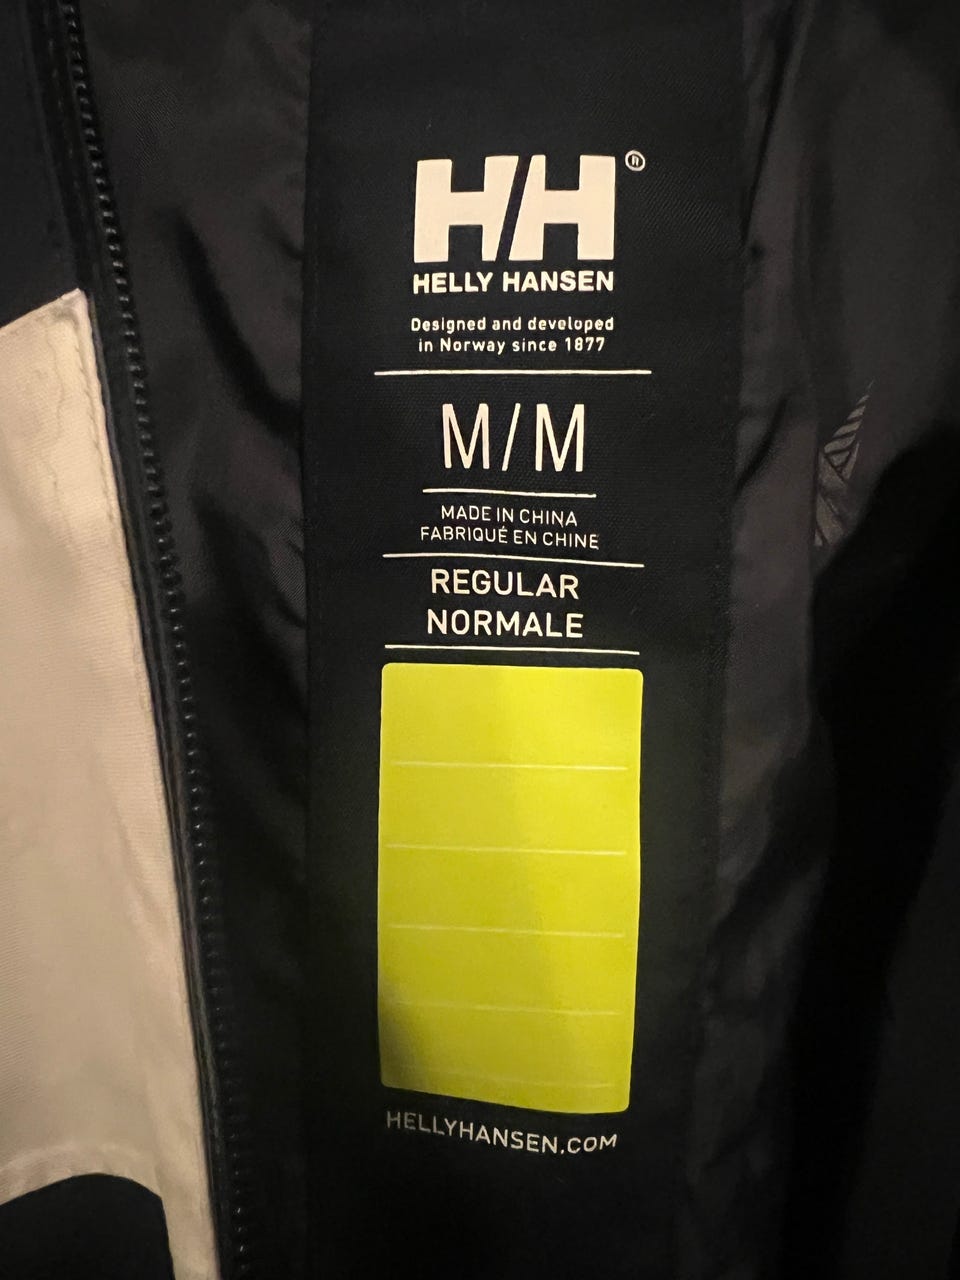 HH®
HELLY HANSEN
Designed and developed
in Norway since 1877
M/M
MADE IN CHINA
FABRIQUÉ EN CHINE
REGULAR
NORMALE
HELLYHANSEN.COM